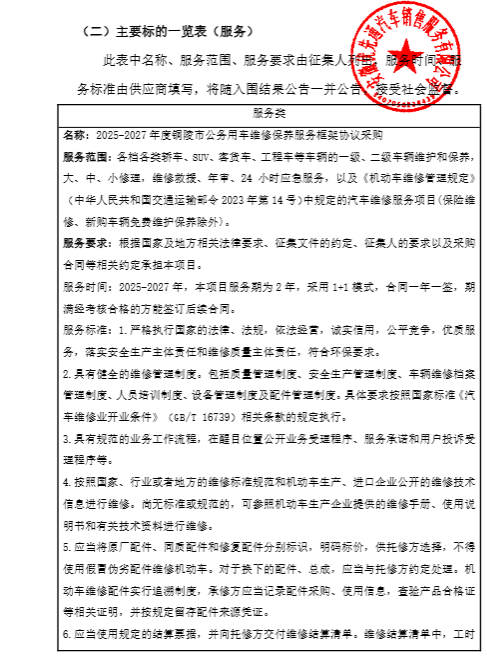 （二）主要标的一览表（服务）
此表中名称、服务范围、服务要求由征集人列出，服务时间、服
务标准由供应商填写，将随入围结果公告一并公告，接受社会监督。
服务类
名称：2025-2027 年度铜陵市公务用车维修保养服务框架协议采购
服务范围：各档各类轿车、SUV、客货车、工程车等车辆的一级、二级车辆维护和保养，
大、中、小修理，维修救援、年审、24 小时应急服务，以及《机动车维修管理规定》
（中华人民共和国交通运输部令 2023 年第 14 号)中规定的汽车维修服务项目(保险维
修、新购车辆免费维护保养除外)。
服务要求：根据国家及地方相关法律要求、征集文件的约定、征集人的要求以及采购
合同等相关约定承担本项目。
服务时间：2025-2027 年，本项目服务期为 2 年，采用 1+1 模式，合同一年一签，期
满经考核合格的方能签订后续合同。
服务标准：1.严格执行国家的法律、法规，依法经营，诚实信用，公平竞争，优质服
务，落实安全生产主体责任和维修质量主体责任，符合环保要求。
2.具有健全的维修管理制度。包括质量管理制度、安全生产管理制度、车辆维修档案
管理制度、人员培训制度、设备管理制度及配件管理制度。具体要求按照国家标准《汽
车维修业开业条件》（GB/T 16739）相关条款的规定执行。
3.具有规范的业务工作流程，在醒目位置公开业务受理程序、服务承诺和用户投诉受
理程序等。
4.按照国家、行业或者地方的维修标准规范和机动车生产、进口企业公开的维修技术
信息进行维修。尚无标准或规范的，可参照机动车生产企业提供的维修手册、使用说
明书和有关技术资料进行维修。
5.应当将原厂配件、同质配件和修复配件分别标识，明码标价，供托修方选择，不得
使用假冒伪劣配件维修机动车。对于换下的配件、总成，应当与托修方约定处理。机
动车维修配件实行追溯制度，承修方应当记录配件采购、使用信息，查验产品合格证
等相关证明，并按规定留存配件来源凭证。
6.应当使用规定的结算票据，并向托修方交付维修结算清单。维修结算清单中，工时